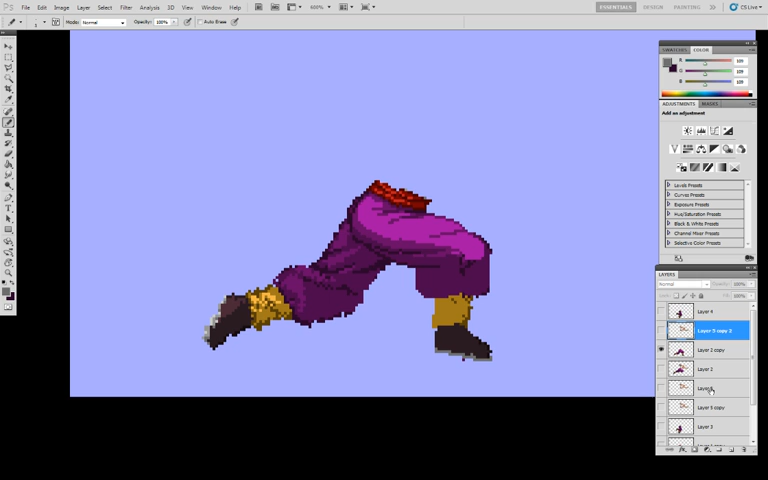 Ps File Edit Image Layer Select Filter Analysis 3D View Window Help 600% ESSENTIALS DESIGN PAINTING CS Live
Mode: Normal Opacity: 100% Auto Erase
SWATCHES COLOR
R 109
G 109
B 109
ADJUSTMENTS MASKS
Add an adjustment
Levels Presets
Curves Presets
Exposure Presets
Hue/Saturation Presets
Black & White Presets
Channel Mixer Presets
Selective Color Presets
LAYERS
Normal Opacity: 100%
Lock: Fill: 100%
Layer 4
Layer 5 copy 2
Layer 2 copy
Layer 2
Layer
Layer 5 copy
Layer 3